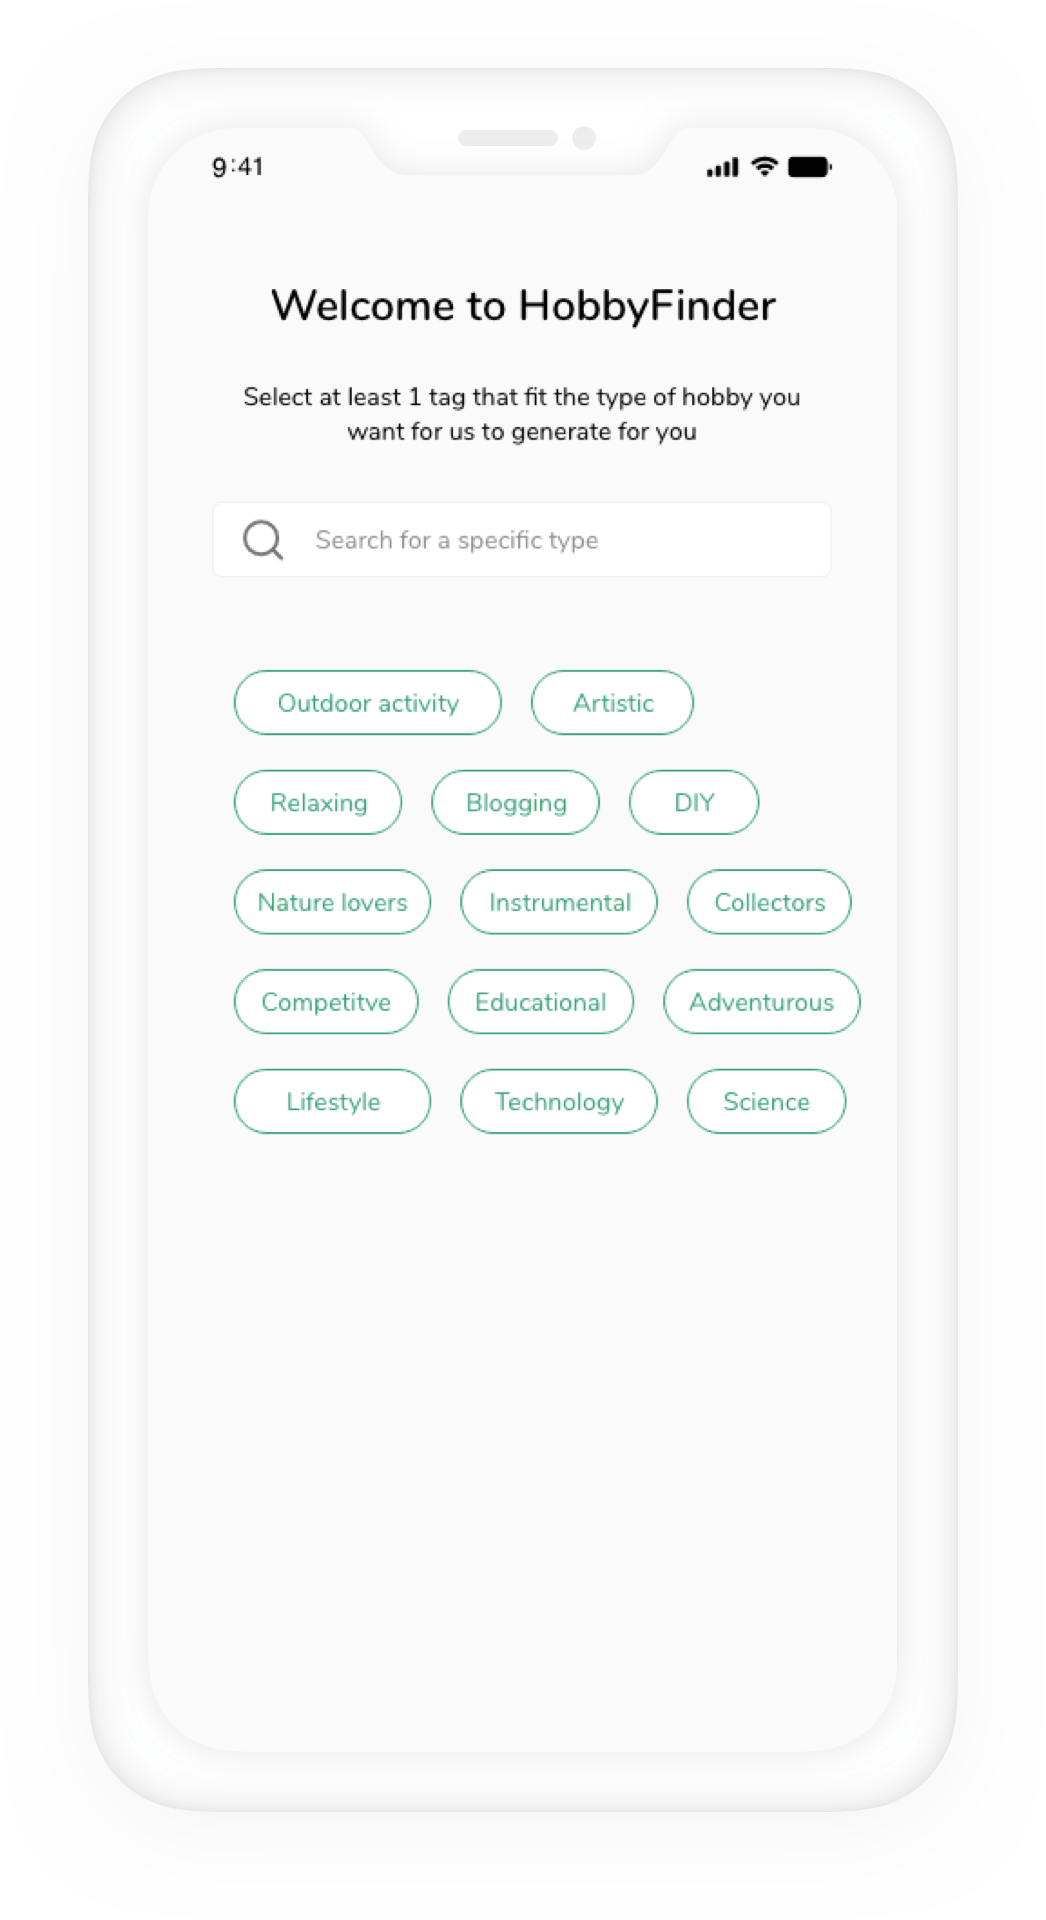 9:41
Welcome to HobbyFinder
Select at least 1 tag that fit the type of hobby you
want for us to generate for you
Search for a specific type
Outdoor activity Artistic
Relaxing Blogging DIY
Nature lovers Instrumental Collectors
Competitve Educational Adventurous
Lifestyle Technology Science